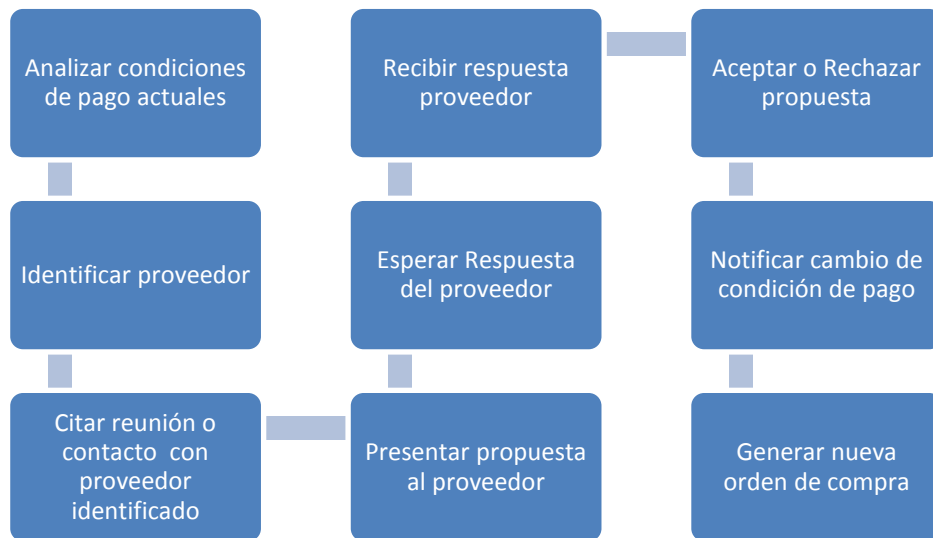 Analizar condiciones
de pago actuales
Identificar proveedor
Citar reunión o
contacto con
proveedor
identificado
Presentar propuesta
al proveedor
Esperar Respuesta
del proveedor
Recibir respuesta
proveedor
Aceptar o Rechazar
propuesta
Notificar cambio de
condición de pago
Generar nueva
orden de compra